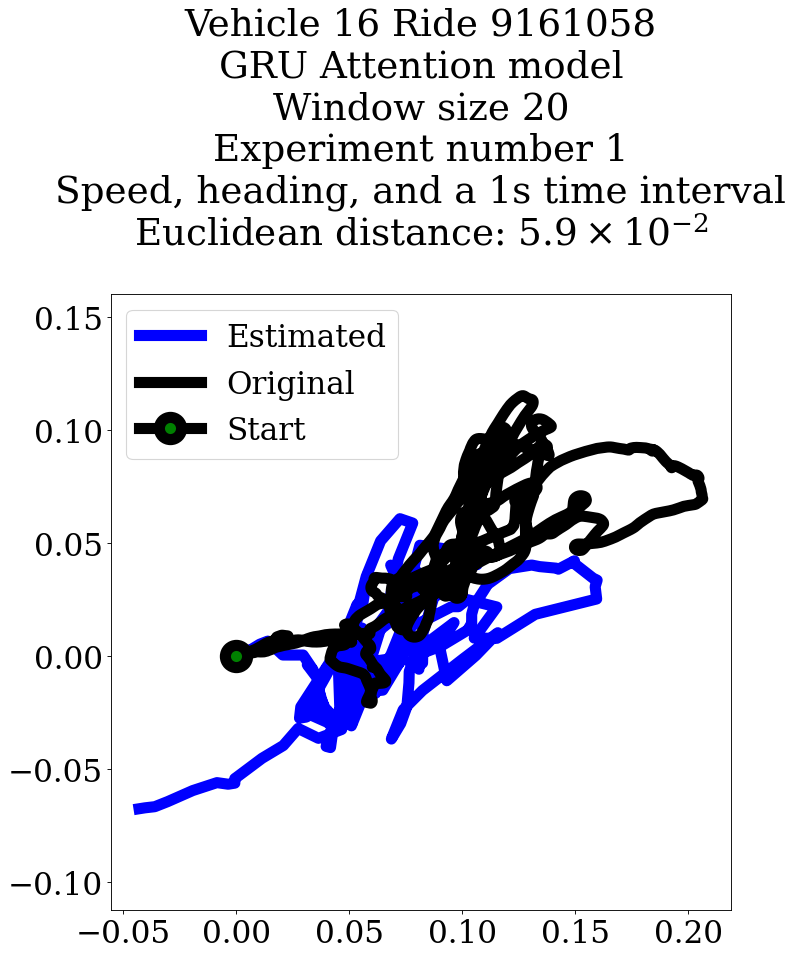 Vehicle 16 Ride 9161058
GRU Attention model
Window size 20
Experiment number 1
Speed, heading, and a 1s time interval
Euclidean distance: 5.9 × 10⁻²
Estimated
Original
Start
0.15
0.10
0.05
0.00
−0.05
−0.10
−0.05 0.00 0.05 0.10 0.15 0.20